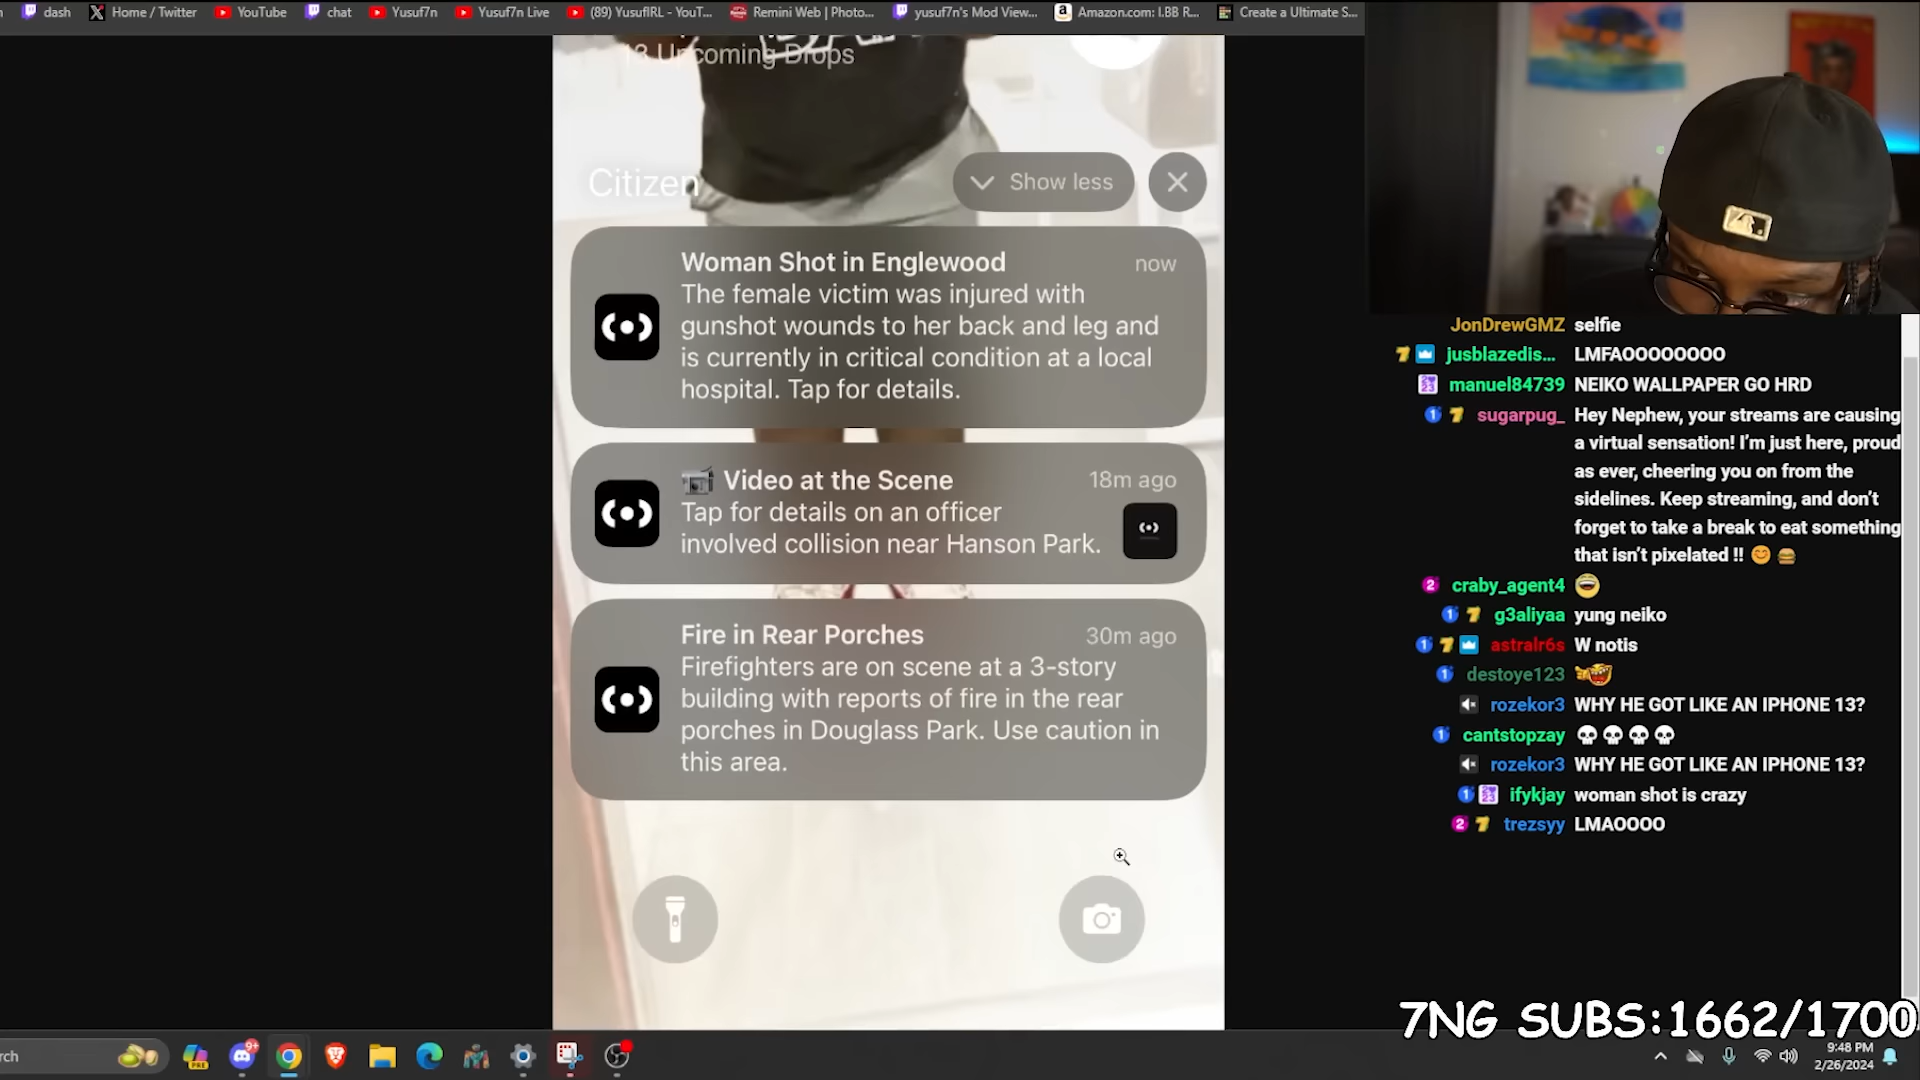 dash
Home / Twitter
YouTube
chat
Yusuf7n
Yusuf7n Live
(89) YusufIRL - YouT...
Remini Web | Photo...
yusuf7n's Mod View...
Amazon.com: I.BB R...
Create a Ultimate S...
13 Upcoming Drops
Citizen
Show less
Woman Shot in Englewood
now
The female victim was injured with
gunshot wounds to her back and leg and
is currently in critical condition at a local
hospital. Tap for details.
Video at the Scene
18m ago
Tap for details on an officer
involved collision near Hanson Park.
Fire in Rear Porches
30m ago
Firefighters are on scene at a 3-story
building with reports of fire in the rear
porches in Douglass Park. Use caution in
this area.
JonDrewGMZ selfie
jusblazedis... LMFAOOOOOOOO
manuel84739 NEIKO WALLPAPER GO HRD
sugarpug_ Hey Nephew, your streams are causing
a virtual sensation! I'm just here, proud
as ever, cheering you on from the
sidelines. Keep streaming, and don't
forget to take a break to eat something
that isn't pixelated !! 😊 🍔
craby_agent4
g3aliyaa yung neiko
astralr6s W notis
destoye123
rozekor3 WHY HE GOT LIKE AN IPHONE 13?
cantstopzay 💀💀💀💀
rozekor3 WHY HE GOT LIKE AN IPHONE 13?
ifykjay woman shot is crazy
trezsyy LMAOOOO
7NG SUBS:1662/1700
rch
PRE
9+
9:48 PM
2/26/2024